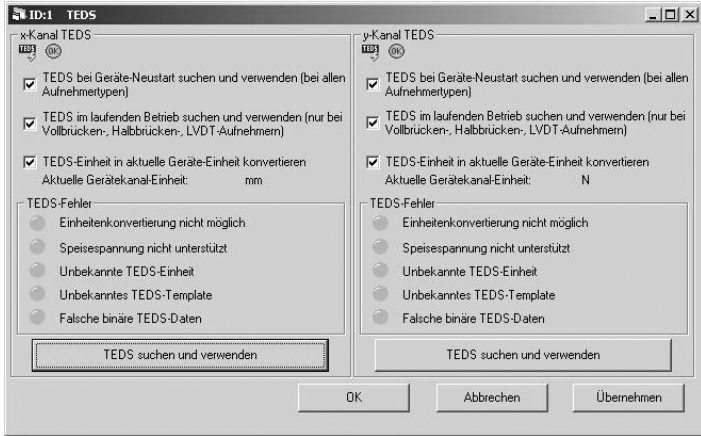 ID:1 TEDS
x-Kanal TEDS
TEDS
OK
TEDS bei Geräte-Neustart suchen und verwenden (bei allen
Aufnehmertypen)
TEDS im laufenden Betrieb suchen und verwenden (nur bei
Vollbrücken-, Halbbrücken-, LVDT-Aufnehmern)
TEDS-Einheit in aktuelle Geräte-Einheit konvertieren
Aktuelle Gerätekanal-Einheit: mm
TEDS-Fehler
Einheitenkonvertierung nicht möglich
Speisespannung nicht unterstützt
Unbekannte TEDS-Einheit
Unbekanntes TEDS-Template
Falsche binäre TEDS-Daten
TEDS suchen und verwenden
y-Kanal TEDS
TEDS
OK
TEDS bei Geräte-Neustart suchen und verwenden (bei allen
Aufnehmertypen)
TEDS im laufenden Betrieb suchen und verwenden (nur bei
Vollbrücken-, Halbbrücken-, LVDT-Aufnehmern)
TEDS-Einheit in aktuelle Geräte-Einheit konvertieren
Aktuelle Gerätekanal-Einheit: N
TEDS-Fehler
Einheitenkonvertierung nicht möglich
Speisespannung nicht unterstützt
Unbekannte TEDS-Einheit
Unbekanntes TEDS-Template
Falsche binäre TEDS-Daten
TEDS suchen und verwenden
OK Abbrechen Übernehmen